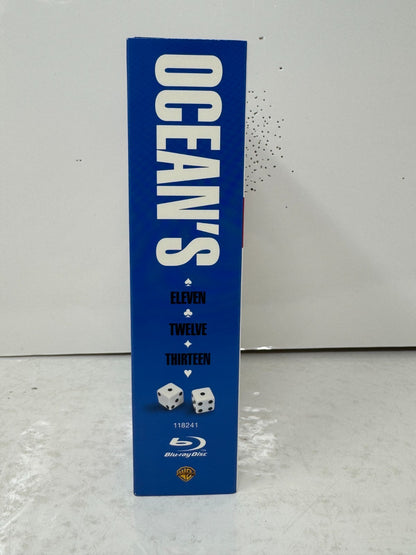 OCEAN'S
ELEVEN
TWELVE
THIRTEEN
118241
Blu-ray Disc